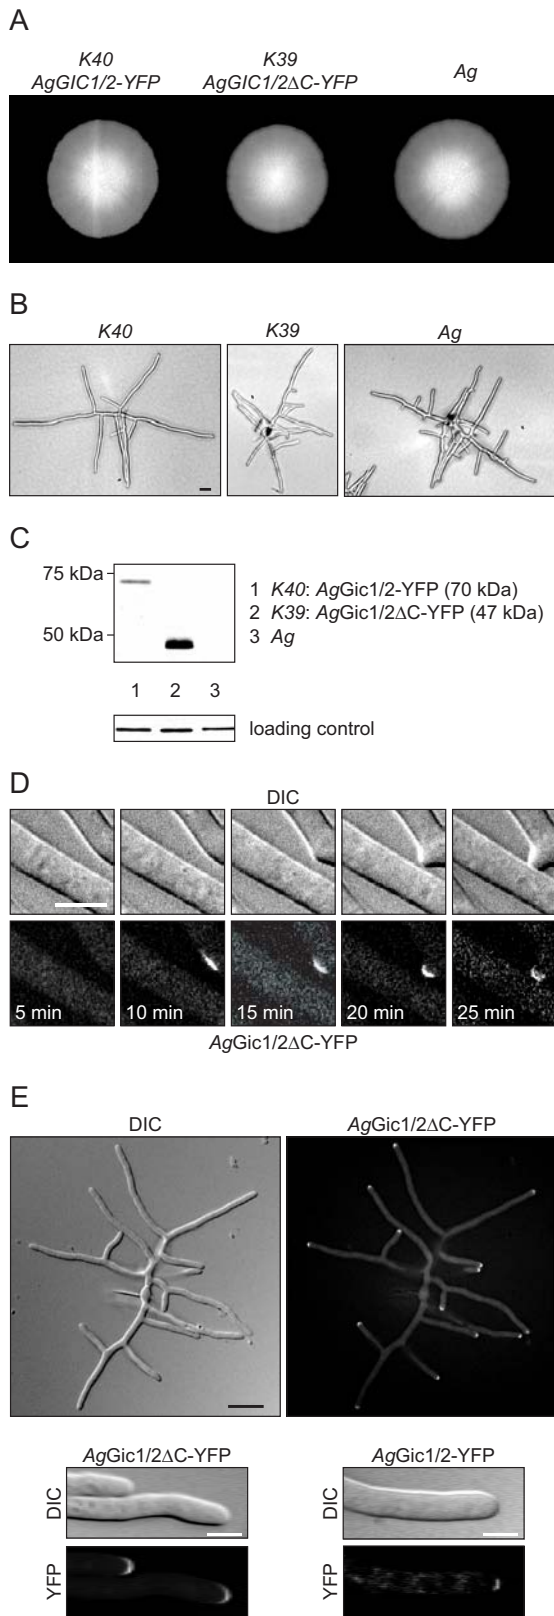 A
K40 K39 Ag
AgGIC1/2-YFP AgGIC1/2ΔC-YFP
B
K40 K39 Ag
C
75 kDa
50 kDa
1 K40: AgGic1/2-YFP (70 kDa)
2 K39: AgGic1/2ΔC-YFP (47 kDa)
3 Ag
1 2 3
loading control
D
DIC
5 min 10 min 15 min 20 min 25 min
AgGic1/2ΔC-YFP
E
DIC AgGic1/2ΔC-YFP
AgGic1/2ΔC-YFP AgGic1/2-YFP
DIC DIC
YFP YFP